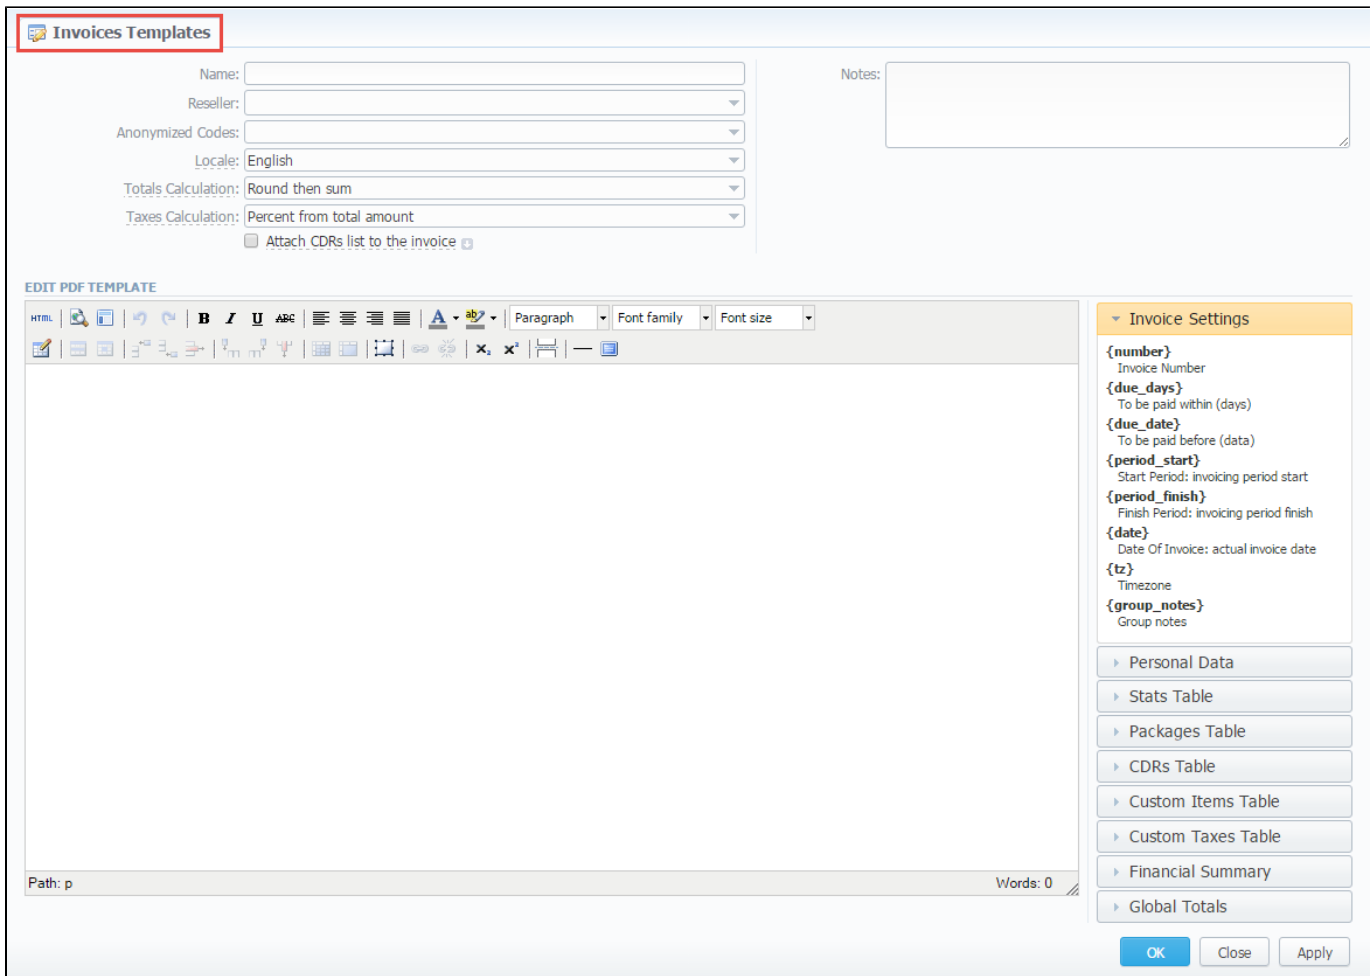 Invoices Templates
Name:
Notes:
Reseller:
Anonymized Codes:
Locale: English
Totals Calculation: Round then sum
Taxes Calculation: Percent from total amount
Attach CDRs list to the invoice
EDIT PDF TEMPLATE
HTML B I U ABC A ab Paragraph Font family Font size
x₂ x²
Path: p
Words: 0
Invoice Settings
{number}
Invoice Number
{due_days}
To be paid within (days)
{due_date}
To be paid before (data)
{period_start}
Start Period: invoicing period start
{period_finish}
Finish Period: invoicing period finish
{date}
Date Of Invoice: actual invoice date
{tz}
Timezone
{group_notes}
Group notes
Personal Data
Stats Table
Packages Table
CDRs Table
Custom Items Table
Custom Taxes Table
Financial Summary
Global Totals
OK Close Apply